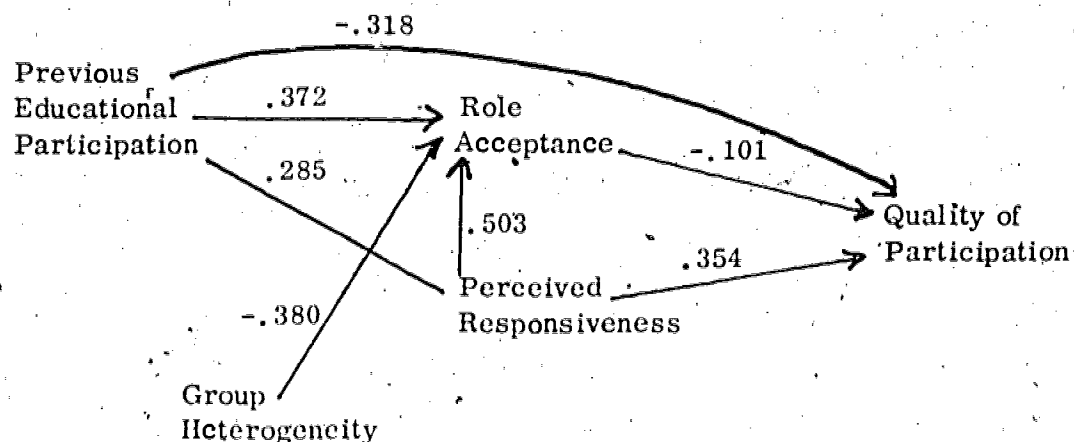 -.318
Previous
Educational
Participation
.372
Role
Acceptance
-.101
.285
Quality of
Participation
.503
.354
Perceived
Responsiveness
-.380
Group
Heterogeneity